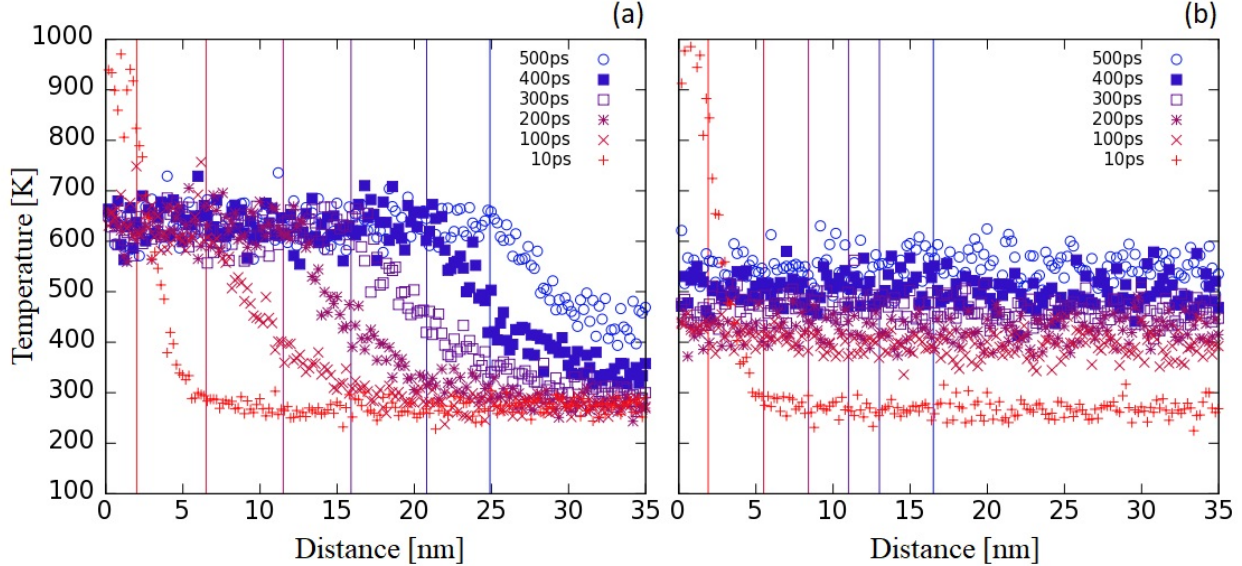 (a)
(b)
1000
900
800
700
600
500
400
300
200
100
Temperature [K]
500ps
400ps
300ps
200ps
100ps
10ps
500ps
400ps
300ps
200ps
100ps
10ps
0 5 10 15 20 25 30 35
0 5 10 15 20 25 30 35
Distance [nm]
Distance [nm]